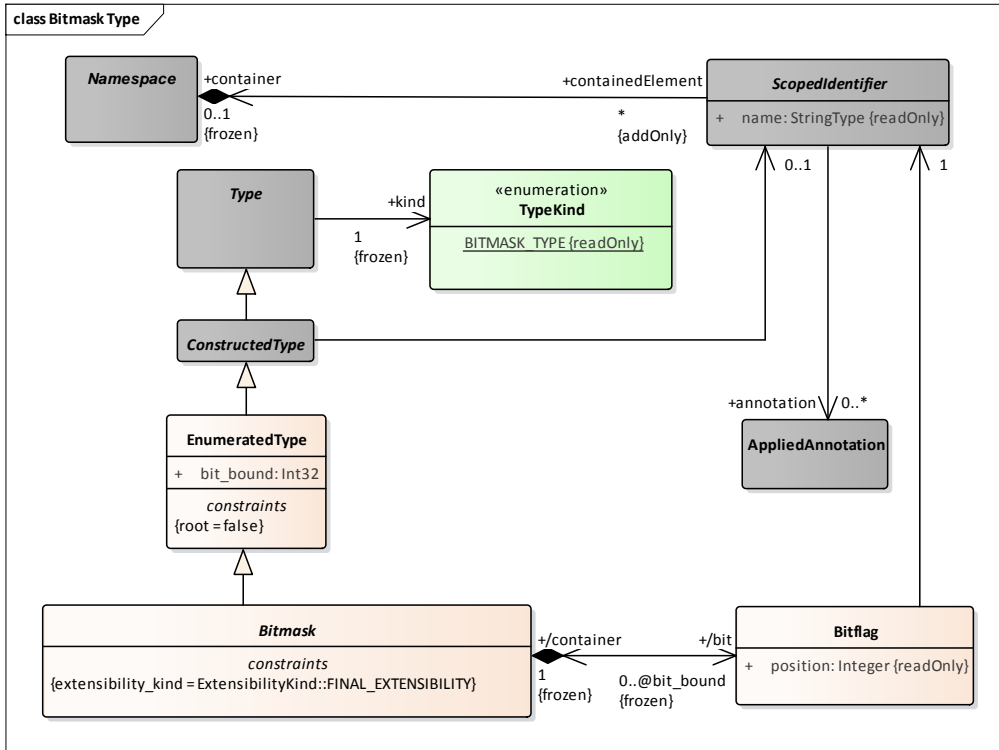 class Bitmask Type
Namespace
+container
0..1
{frozen}
+containedElement
*
{addOnly}
ScopedIdentifier
+ name: StringType {readOnly}
0..1
1
Type
+kind
1
{frozen}
«enumeration»
TypeKind
BITMASK_TYPE {readOnly}
ConstructedType
+annotation
0..*
AppliedAnnotation
EnumeratedType
+ bit_bound: Int32
constraints
{root = false}
Bitmask
constraints
{extensibility_kind = ExtensibilityKind::FINAL_EXTENSIBILITY}
+/container
1
{frozen}
+/bit
0..@bit_bound
{frozen}
Bitflag
+ position: Integer {readOnly}